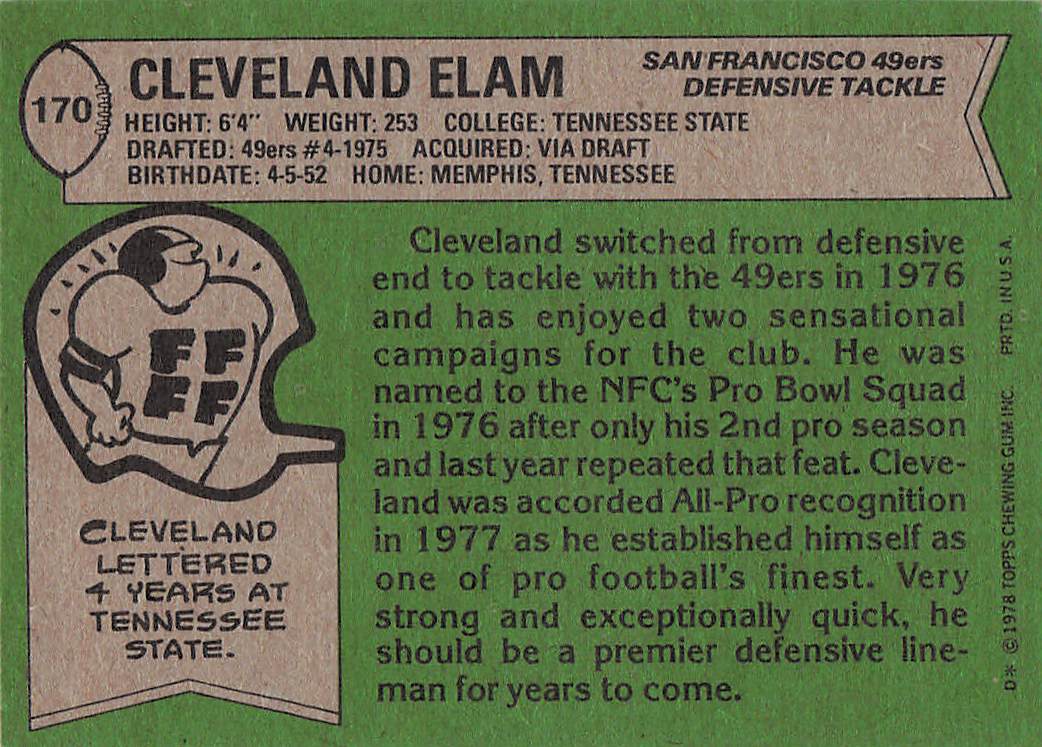 170
CLEVELAND ELAM
SAN FRANCISCO 49ers
DEFENSIVE TACKLE
HEIGHT: 6'4" WEIGHT: 253 COLLEGE: TENNESSEE STATE
DRAFTED: 49ers #4-1975 ACQUIRED: VIA DRAFT
BIRTHDATE: 4-5-52 HOME: MEMPHIS, TENNESSEE
FF
FF
CLEVELAND
LETTERED
4 YEARS AT
TENNESSEE
STATE.
Cleveland switched from defensive
end to tackle with the 49ers in 1976
and has enjoyed two sensational
campaigns for the club. He was
named to the NFC's Pro Bowl Squad
in 1976 after only his 2nd pro season
and last year repeated that feat. Cleve-
land was accorded All-Pro recognition
in 1977 as he established himself as
one of pro football's finest. Very
strong and exceptionally quick, he
should be a premier defensive line-
man for years to come.
D* © 1978 TOPPS CHEWING GUM INC. PRTD. IN U.S.A.